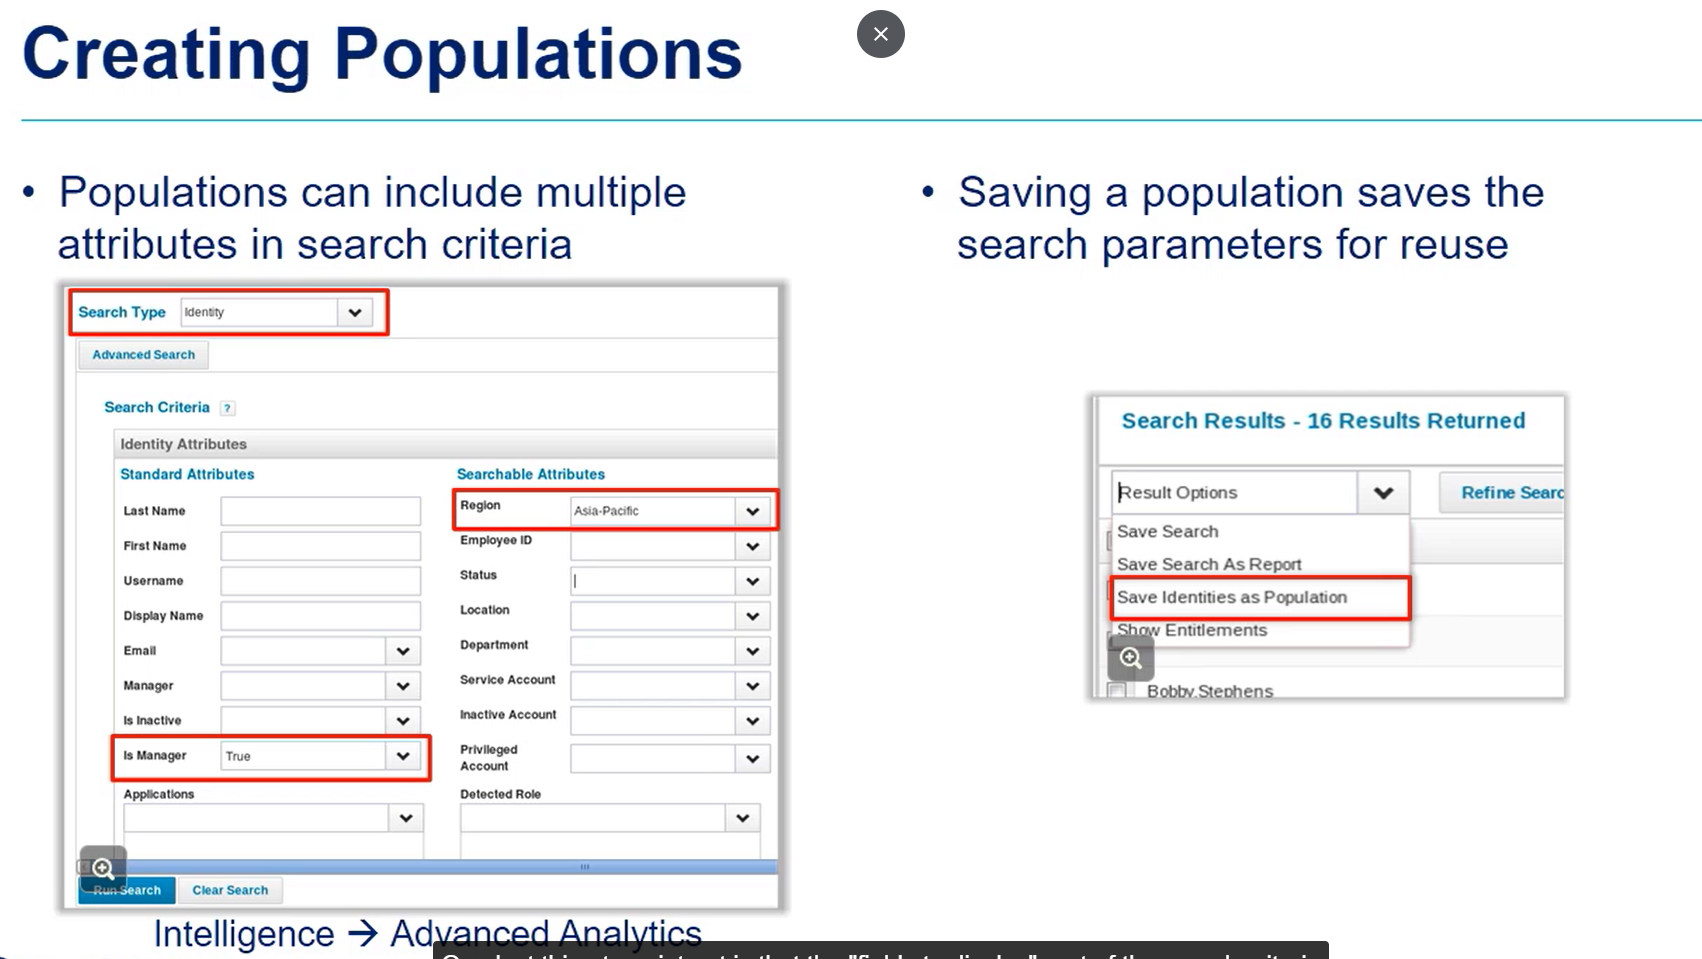 Creating Populations
• Populations can include multiple
attributes in search criteria
Search Type Identity
Advanced Search
Search Criteria ?
Identity Attributes
Standard Attributes
Last Name
First Name
Username
Display Name
Email
Manager
Is Inactive
Is Manager True
Applications
Searchable Attributes
Region Asia-Pacific
Employee ID
Status
Location
Department
Service Account
Inactive Account
Privileged
Account
Detected Role
Run Search Clear Search
Intelligence → Advanced Analytics
• Saving a population saves the
search parameters for reuse
Search Results - 16 Results Returned
Result Options
Refine Searc
Save Search
Save Search As Report
Save Identities as Population
Show Entitlements
Bobby.Stephens